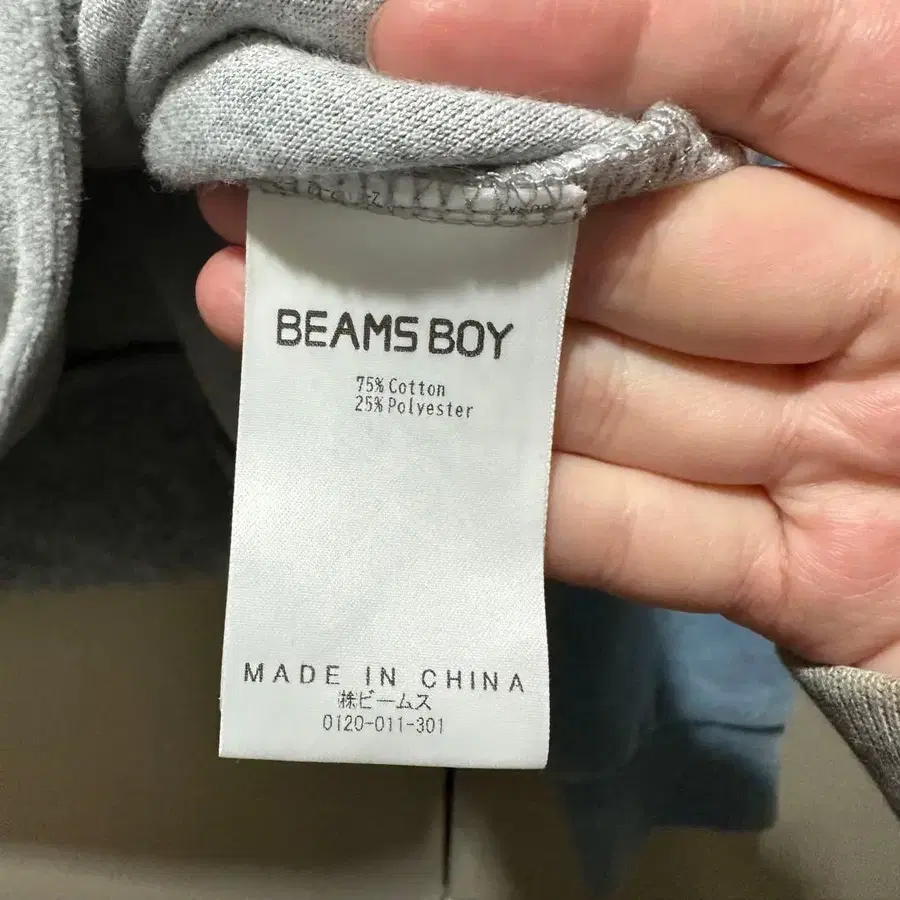 BEAMS BOY
75% Cotton
25% Polyester
MADE IN CHINA
㈱ビームス
0120-011-301